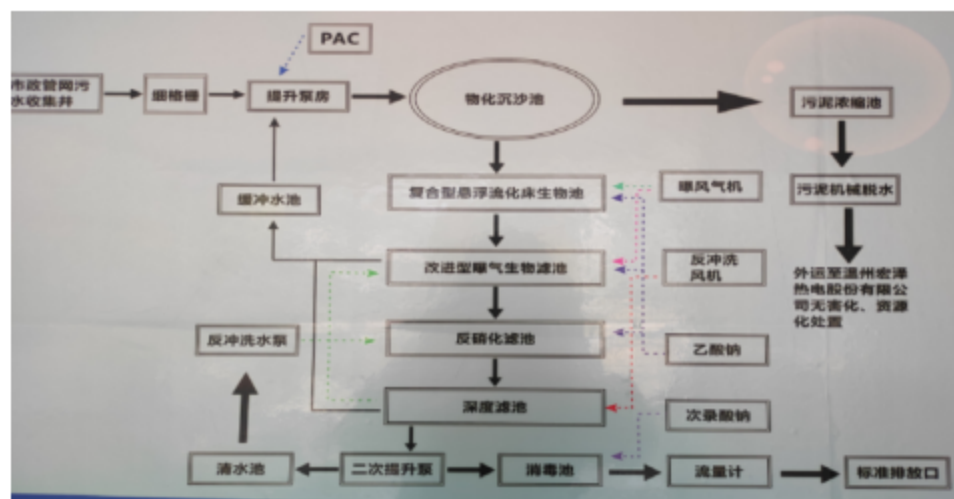 PAC
市政管网污
水收集井
细格栅
提升泵房
物化沉沙池
污泥浓缩池
缓冲水池
复合型悬浮流化床生物池
曝风气机
污泥机械脱水
改进型曝气生物滤池
反冲洗
风机
外运至温州宏泽
热电股份有限公
司无害化、资源
化处置
反冲洗水泵
反硝化滤池
乙酸钠
深度滤池
次录酸钠
清水池
二次提升泵
消毒池
流量计
标准排放口